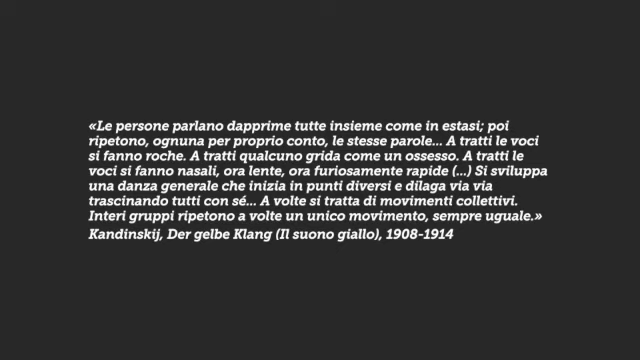 «Le persone parlano dapprime tutte insieme come in estasi; poi
ripetono, ognuna per proprio conto, le stesse parole... A tratti le voci
si fanno roche. A tratti qualcuno grida come un ossesso. A tratti le
voci si fanno nasali, ora lente, ora furiosamente rapide (...) Si sviluppa
una danza generale che inizia in punti diversi e dilaga via via
trascinando tutti con sé... A volte si tratta di movimenti collettivi.
Interi gruppi ripetono a volte un unico movimento, sempre uguale.»
Kandinskij, Der gelbe Klang (Il suono giallo), 1908-1914